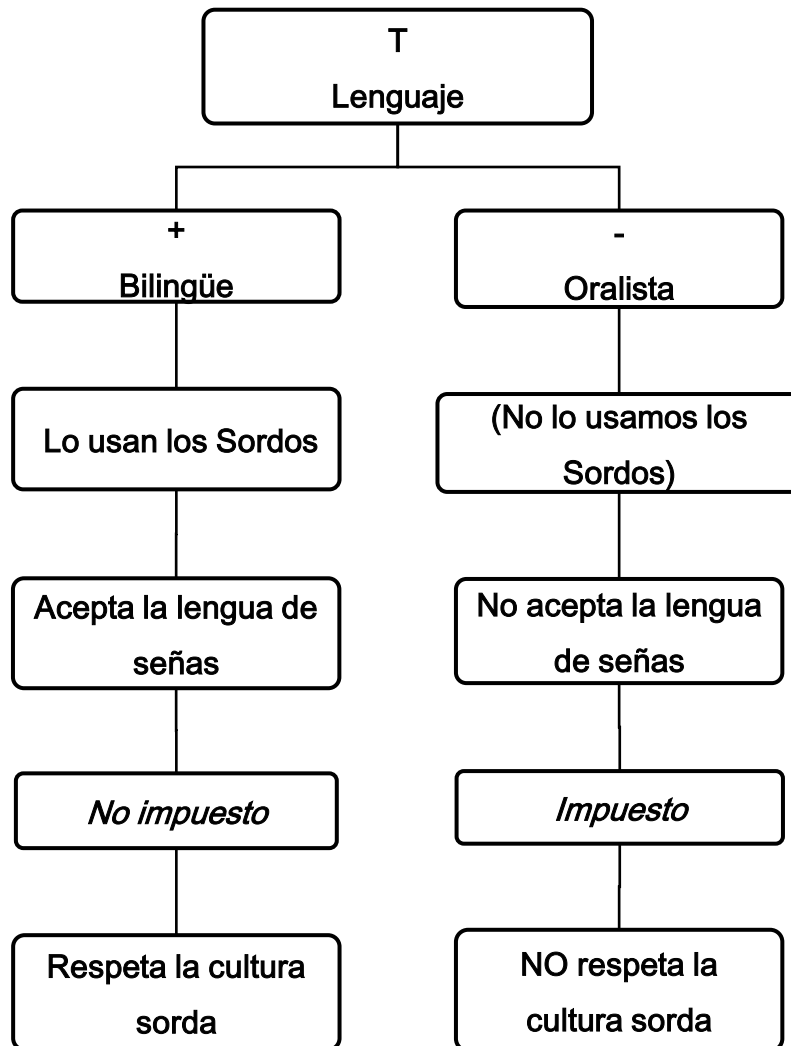 T
Lenguaje
+
Bilingüe
-
Oralista
Lo usan los Sordos
(No lo usamos los
Sordos)
Acepta la lengua de
señas
No acepta la lengua
de señas
No impuesto
Impuesto
Respeta la cultura
sorda
NO respeta la
cultura sorda